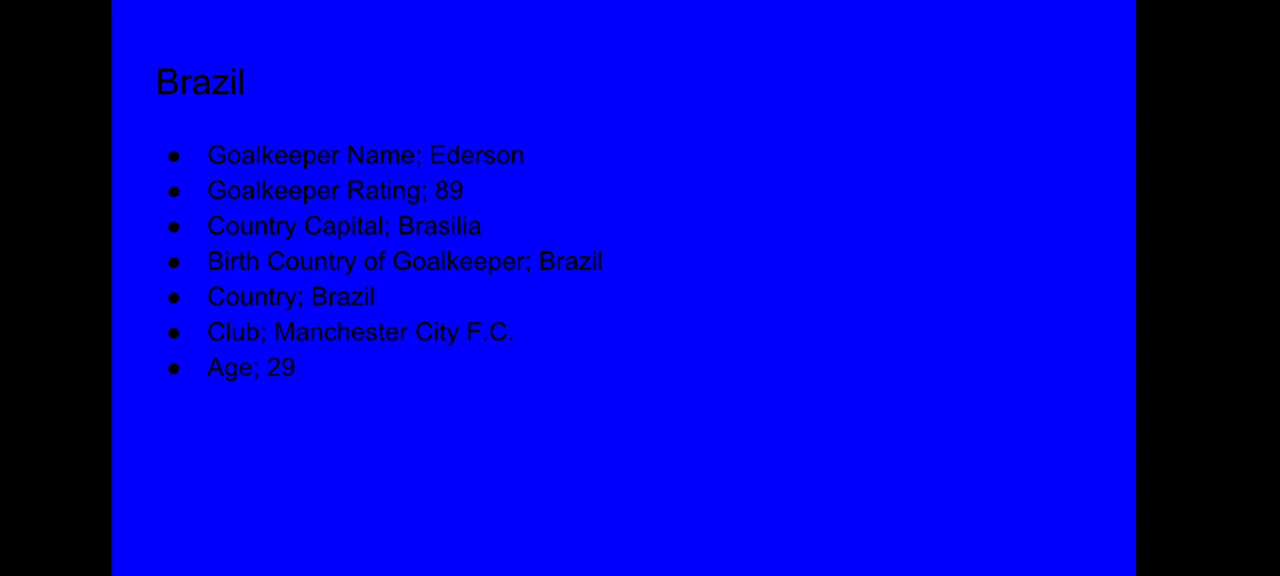 Brazil
● Goalkeeper Name; Ederson
● Goalkeeper Rating; 89
● Country Capital; Brasilia
● Birth Country of Goalkeeper; Brazil
● Country; Brazil
● Club; Manchester City F.C.
● Age; 29